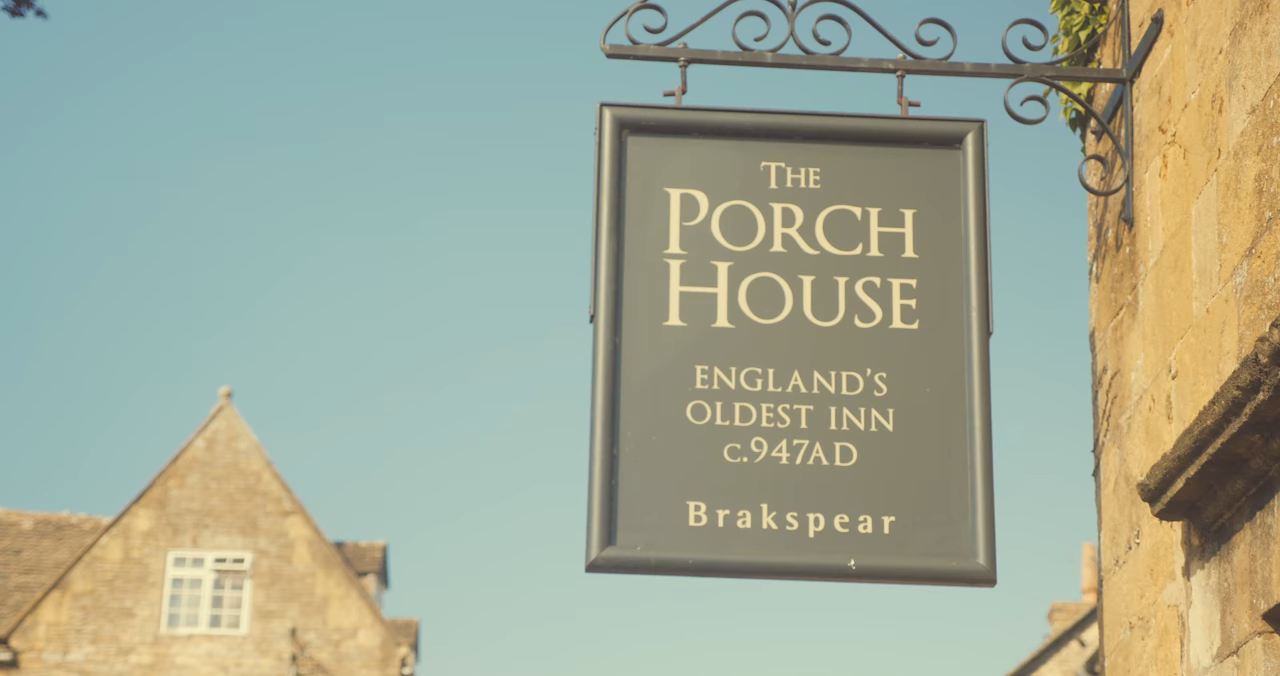 THE
PORCH
HOUSE
ENGLAND'S
OLDEST INN
c.947AD
Brakspear